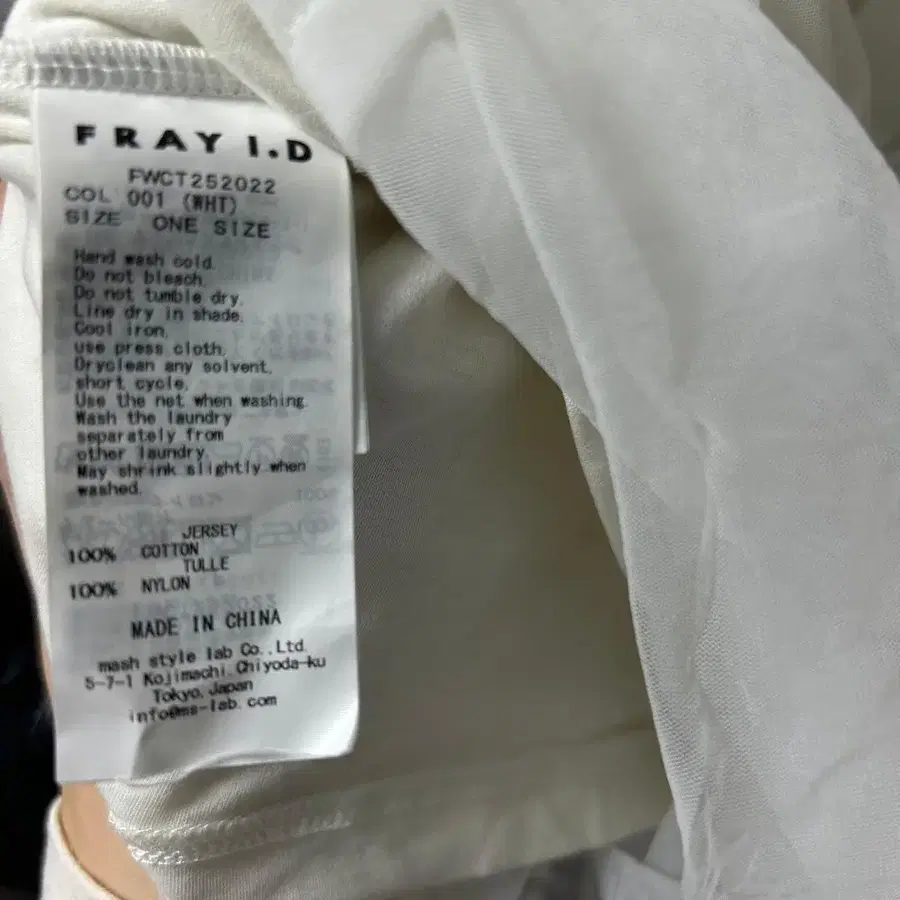 FRAY I.D
FWCT252022
COL 001 (WHT)
SIZE ONE SIZE
Hand wash cold.
Do not bleach.
Do not tumble dry.
Line dry in shade.
Cool iron.
use press cloth.
Dryclean any solvent.
short cycle.
Use the net when washing.
Wash the laundry
separately from
other laundry.
May shrink slightly when
washed.
JERSEY
100% COTTON
TULLE
100% NYLON
MADE IN CHINA
mash style lab Co.,Ltd.
5-7-1 Kojimachi.Chiyoda-ku
Tokyo.Japan
info@ms-lab.com